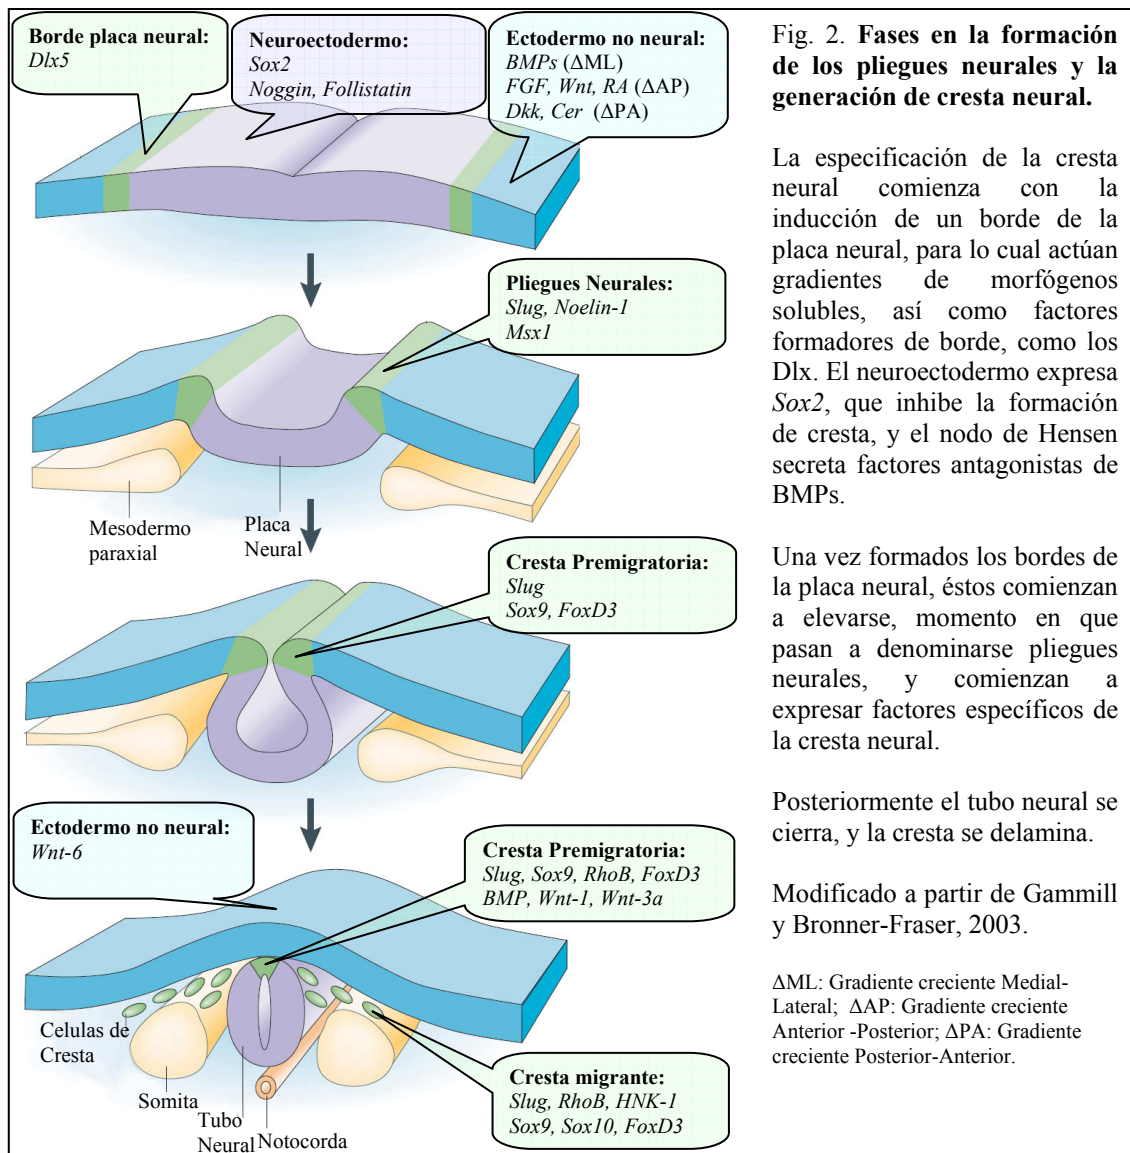 Borde placa neural:
Dlx5
Neuroectodermo:
Sox2
Noggin, Follistatin
Ectodermo no neural:
BMPs (ΔML)
FGF, Wnt, RA (ΔAP)
Dkk, Cer (ΔPA)
Pliegues Neurales:
Slug, Noelin-1
Msx1
Mesodermo
paraxial
Placa
Neural
Cresta Premigratoria:
Slug
Sox9, FoxD3
Ectodermo no neural:
Wnt-6
Cresta Premigratoria:
Slug, Sox9, RhoB, FoxD3
BMP, Wnt-1, Wnt-3a
Celulas de
Cresta
Somita
Tubo
Neural
Notocorda
Cresta migrante:
Slug, RhoB, HNK-1
Sox9, Sox10, FoxD3
Fig. 2. Fases en la formación
de los pliegues neurales y la
generación de cresta neural.
La especificación de la cresta
neural comienza con la
inducción de un borde de la
placa neural, para lo cual actúan
gradientes de morfógenos
solubles, así como factores
formadores de borde, como los
Dlx. El neuroectodermo expresa
Sox2, que inhibe la formación
de cresta, y el nodo de Hensen
secreta factores antagonistas de
BMPs.
Una vez formados los bordes de
la placa neural, éstos comienzan
a elevarse, momento en que
pasan a denominarse pliegues
neurales, y comienzan a
expresar factores específicos de
la cresta neural.
Posteriormente el tubo neural se
cierra, y la cresta se delamina.
Modificado a partir de Gammill
y Bronner-Fraser, 2003.
ΔML: Gradiente creciente Medial-
Lateral; ΔAP: Gradiente creciente
Anterior -Posterior; ΔPA: Gradiente
creciente Posterior-Anterior.